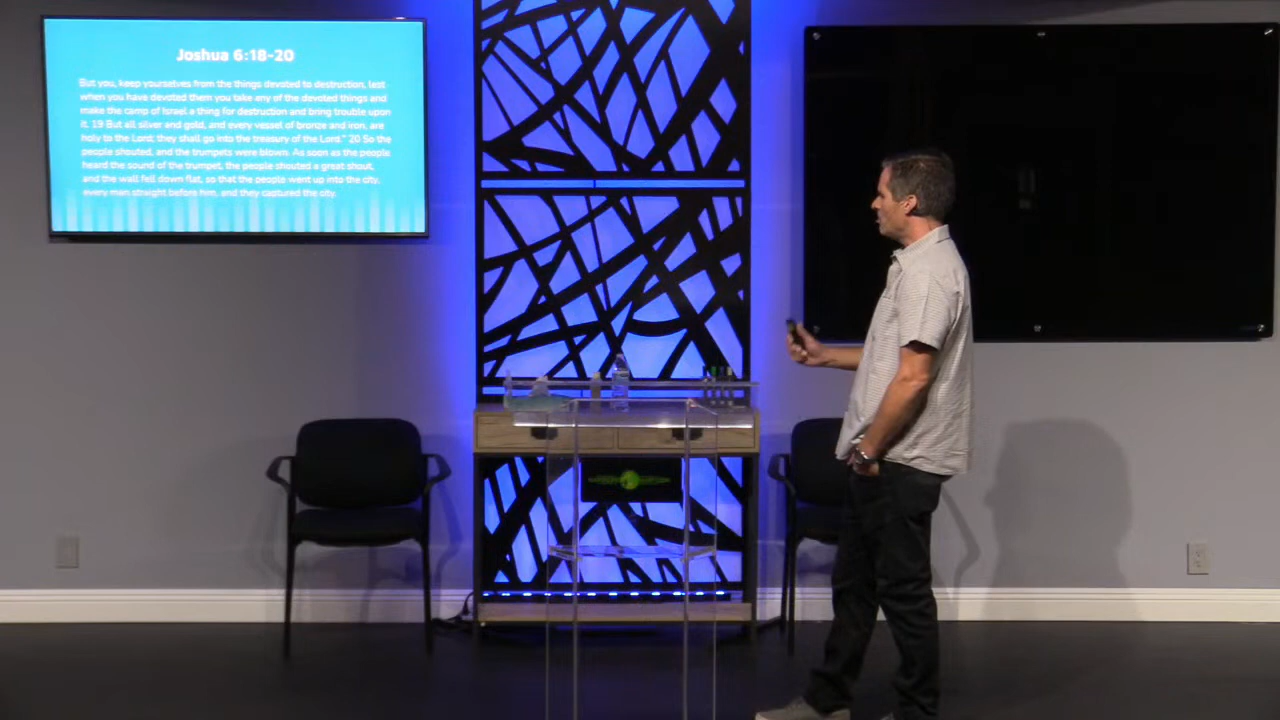 Joshua 6:18-20
But you, keep yourselves from the things devoted to destruction, lest
when you have devoted them you take any of the devoted things and
make the camp of Israel a thing for destruction and bring trouble upon
it. 19 But all silver and gold, and every vessel of bronze and iron, are
holy to the Lord; they shall go into the treasury of the Lord." 20 So the
people shouted, and the trumpets were blown. As soon as the people
heard the sound of the trumpet, the people shouted a great shout,
and the wall fell down flat, so that the people went up into the city,
every man straight before him, and they captured the city.